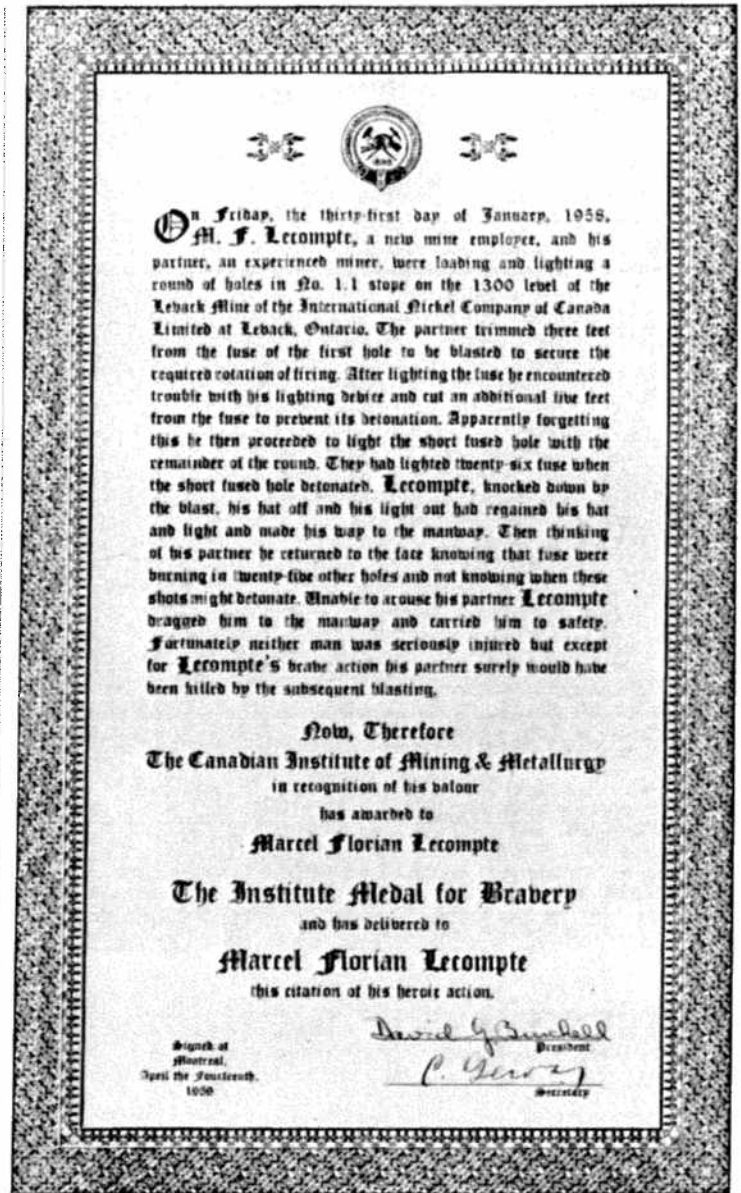 On Friday, the thirty-first day of January, 1958,
M. F. Lecompte, a new mine employee, and his
partner, an experienced miner, were loading and lighting a
round of holes in No. 1.1 stope on the 1300 level of the
Levack Mine of the International Nickel Company of Canada
Limited at Levack, Ontario. The partner trimmed three feet
from the fuse of the first hole to be blasted to secure the
required rotation of firing. After lighting the fuse he encountered
trouble with his lighting device and cut an additional five feet
from the fuse to prevent its detonation. Apparently forgetting
this he then proceeded to light the short fused hole with the
remainder of the round. They had lighted twenty-six fuse when
the short fused hole detonated. Lecompte, knocked down by
the blast, his hat off and his light out had regained his hat
and light and made his way to the manway. Then thinking
of his partner he returned to the face knowing that fuse were
burning in twenty-five other holes and not knowing when these
shots might detonate. Unable to arouse his partner Lecompte
dragged him to the manway and carried him to safety.
Fortunately neither man was seriously injured but except
for Lecompte's brave action his partner surely would have
been killed by the subsequent blasting.
Now, Therefore
The Canadian Institute of Mining & Metallurgy
in recognition of his valour
has awarded to
Marcel Florian Lecompte
The Institute Medal for Bravery
and has delivered to
Marcel Florian Lecompte
this citation of his heroic action.
Signed at
Montreal,
April the Fourteenth,
David G. Burchell
President
C. Gervais
Secretary